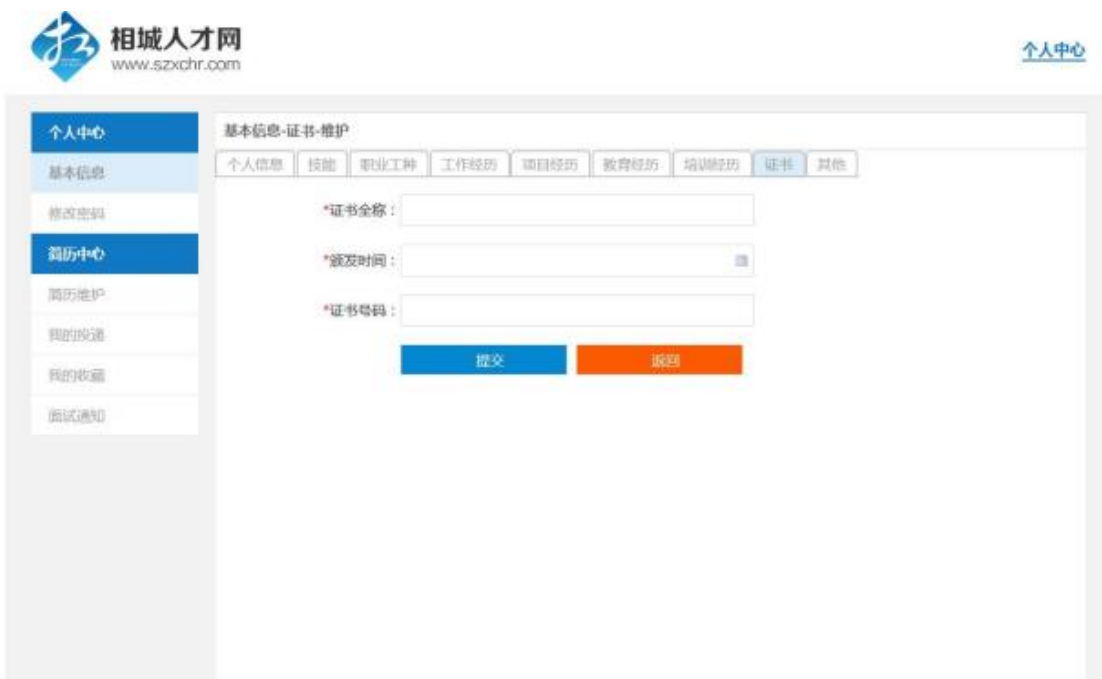 相城人才网
www.szxchr.com
个人中心
个人中心
基本信息
修改密码
简历中心
简历维护
我的投递
我的收藏
面试通知
基本信息-证书-维护
个人信息 技能 职业工种 工作经历 项目经历 教育经历 培训经历 证书 其他
*证书全称：
*颁发时间：
*证书号码：
提交 返回